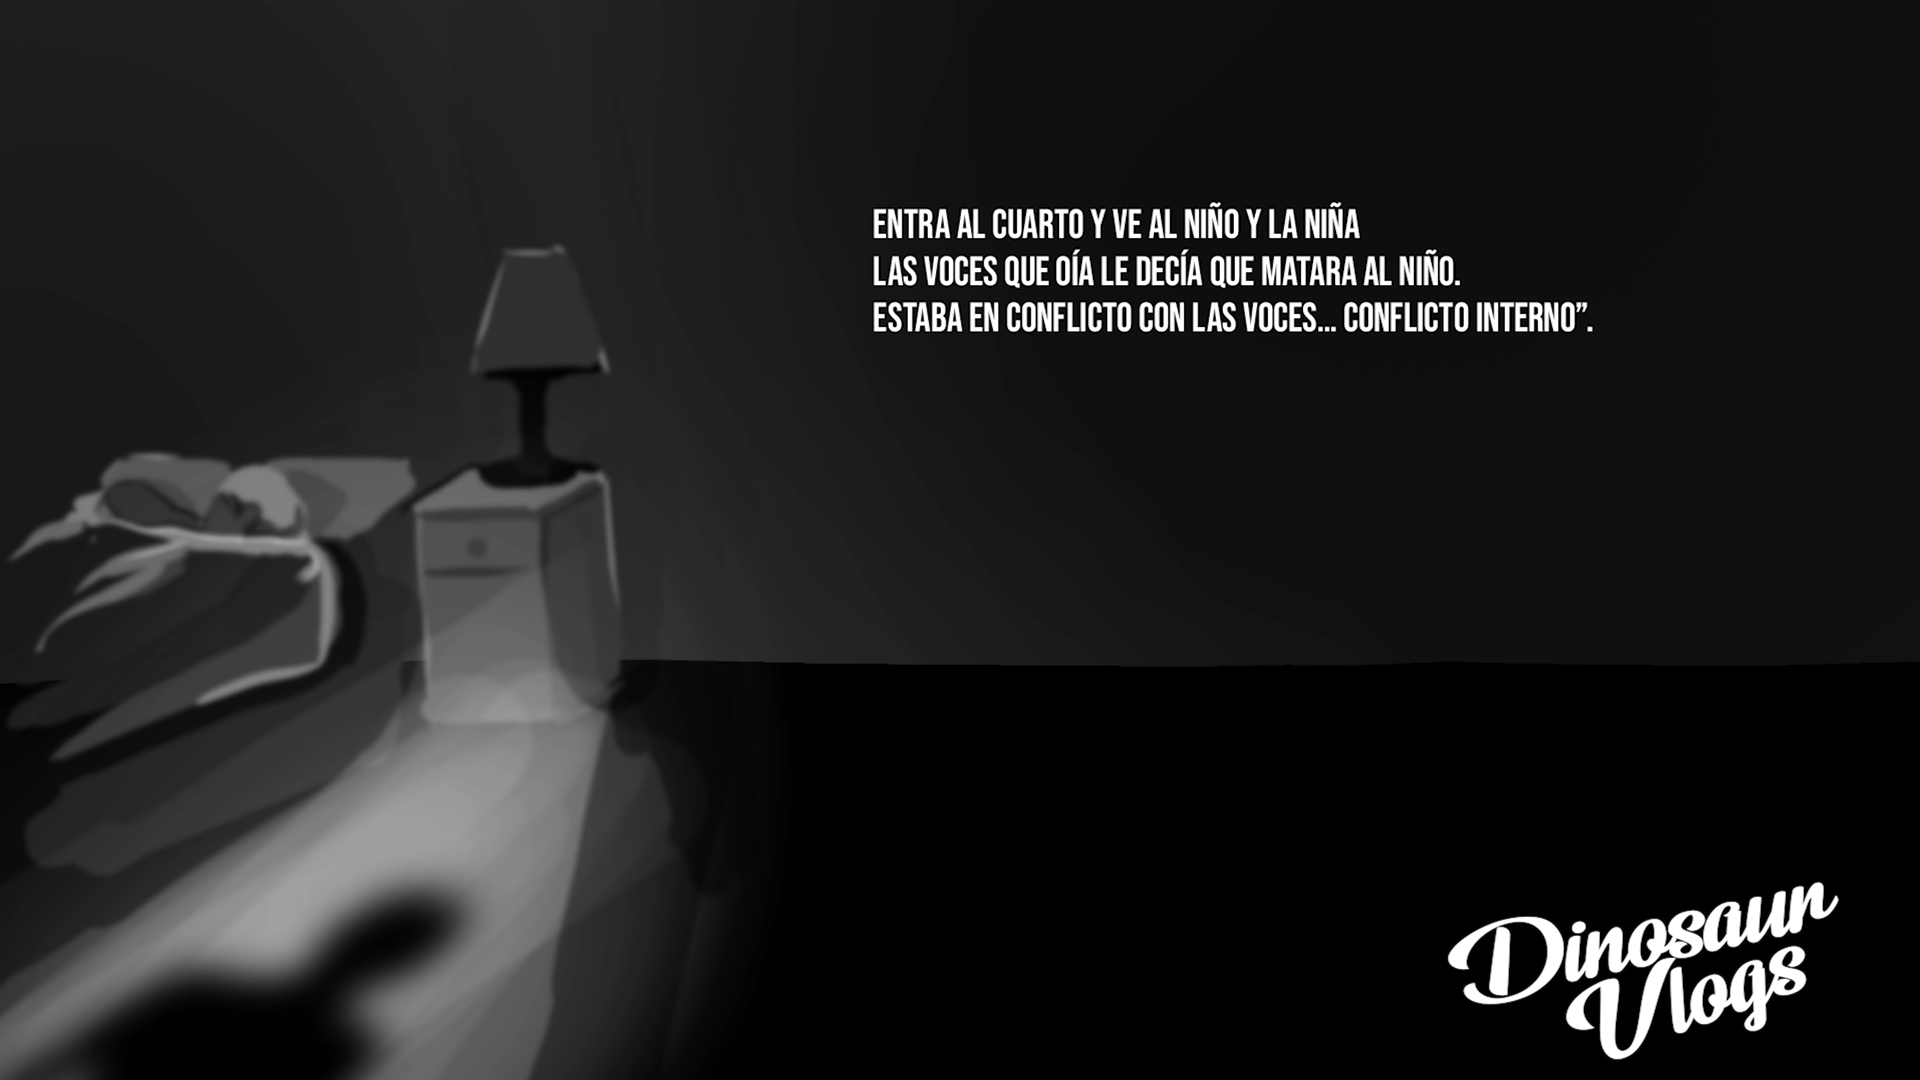 ENTRA AL CUARTO Y VE AL NIÑO Y LA NIÑA
LAS VOCES QUE OÍA LE DECÍA QUE MATARA AL NIÑO.
ESTABA EN CONFLICTO CON LAS VOCES... CONFLICTO INTERNO”.
Dinosaur
Vlogs